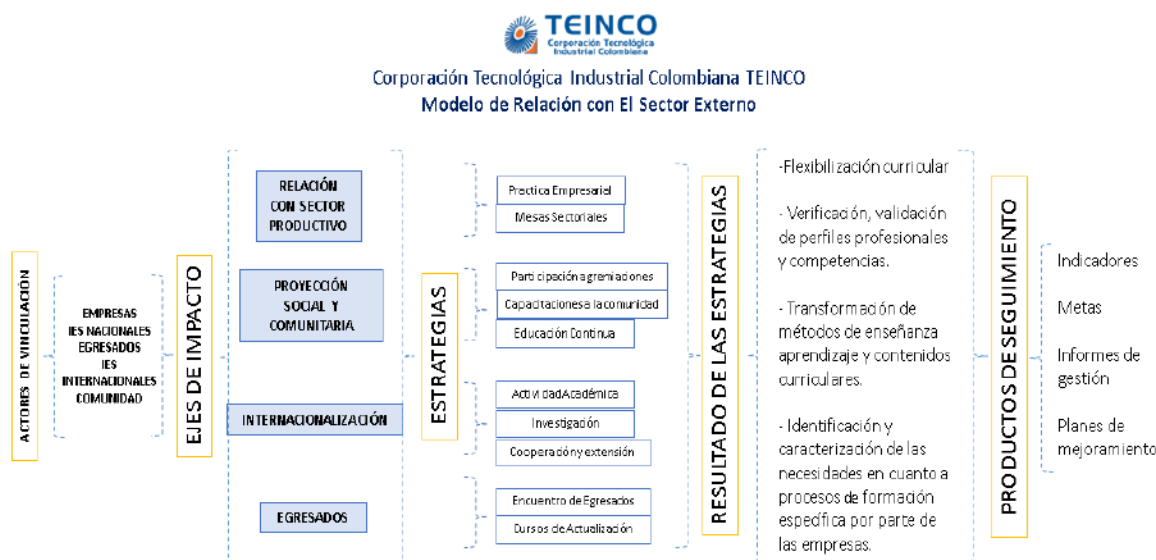 TEINCO
Corporación Tecnológica
Industrial Colombiana
Corporación Tecnológica Industrial Colombiana TEINCO
Modelo de Relación con El Sector Externo
ACTORES DE VINCULACIÓN
EMPRESAS
IES NACIONALES
EGRESADOS
IES
INTERNACIONALES
COMUNIDAD
EJES DE IMPACTO
RELACIÓN
CON SECTOR
PRODUCTIVO
PROYECCIÓN
SOCIAL Y
COMUNITARIA
INTERNACIONALIZACIÓN
EGRESADOS
ESTRATEGIAS
Practica Empresarial
Mesas Sectoriales
Participación agremiaciones
Capacitaciones a la comunidad
Educación Continua
Actividad Académica
Investigación
Cooperación y extensión
Encuentro de Egresados
Cursos de Actualización
RESULTADO DE LAS ESTRATEGIAS
-Flexibilización curricular
- Verificación, validación
de perfiles profesionales
y competencias.
- Transformación de
métodos de enseñanza
aprendizaje y contenidos
curriculares.
- Identificación y
caracterización de las
necesidades en cuanto a
procesos de formación
específica por parte de
las empresas.
PRODUCTOS DE SEGUIMIENTO
Indicadores
Metas
Informes de
gestión
Planes de
mejoramiento